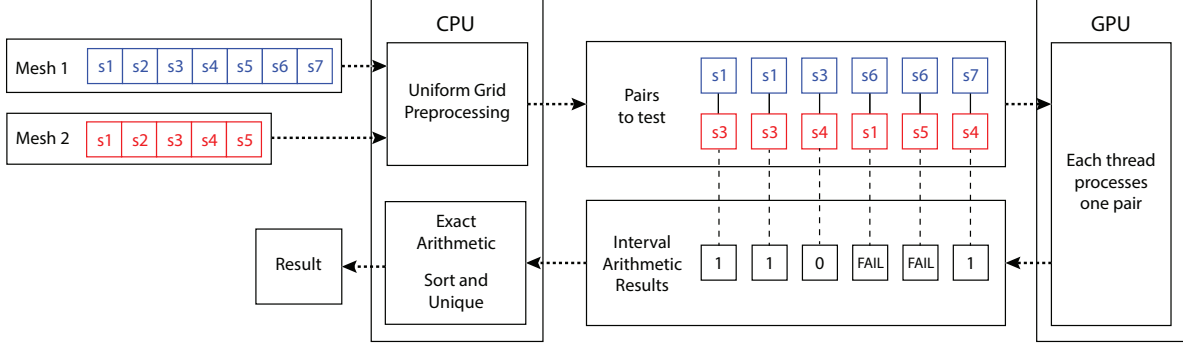 CPU
GPU
Mesh 1 s1 s2 s3 s4 s5 s6 s7
Mesh 2 s1 s2 s3 s4 s5
Uniform Grid
Preprocessing
Pairs
to test
s1 s1 s3 s6 s6 s7
s3 s3 s4 s1 s5 s4
Each thread
processes
one pair
Result
Exact
Arithmetic
Sort and
Unique
Interval
Arithmetic
Results
1 1 0 FAIL FAIL 1